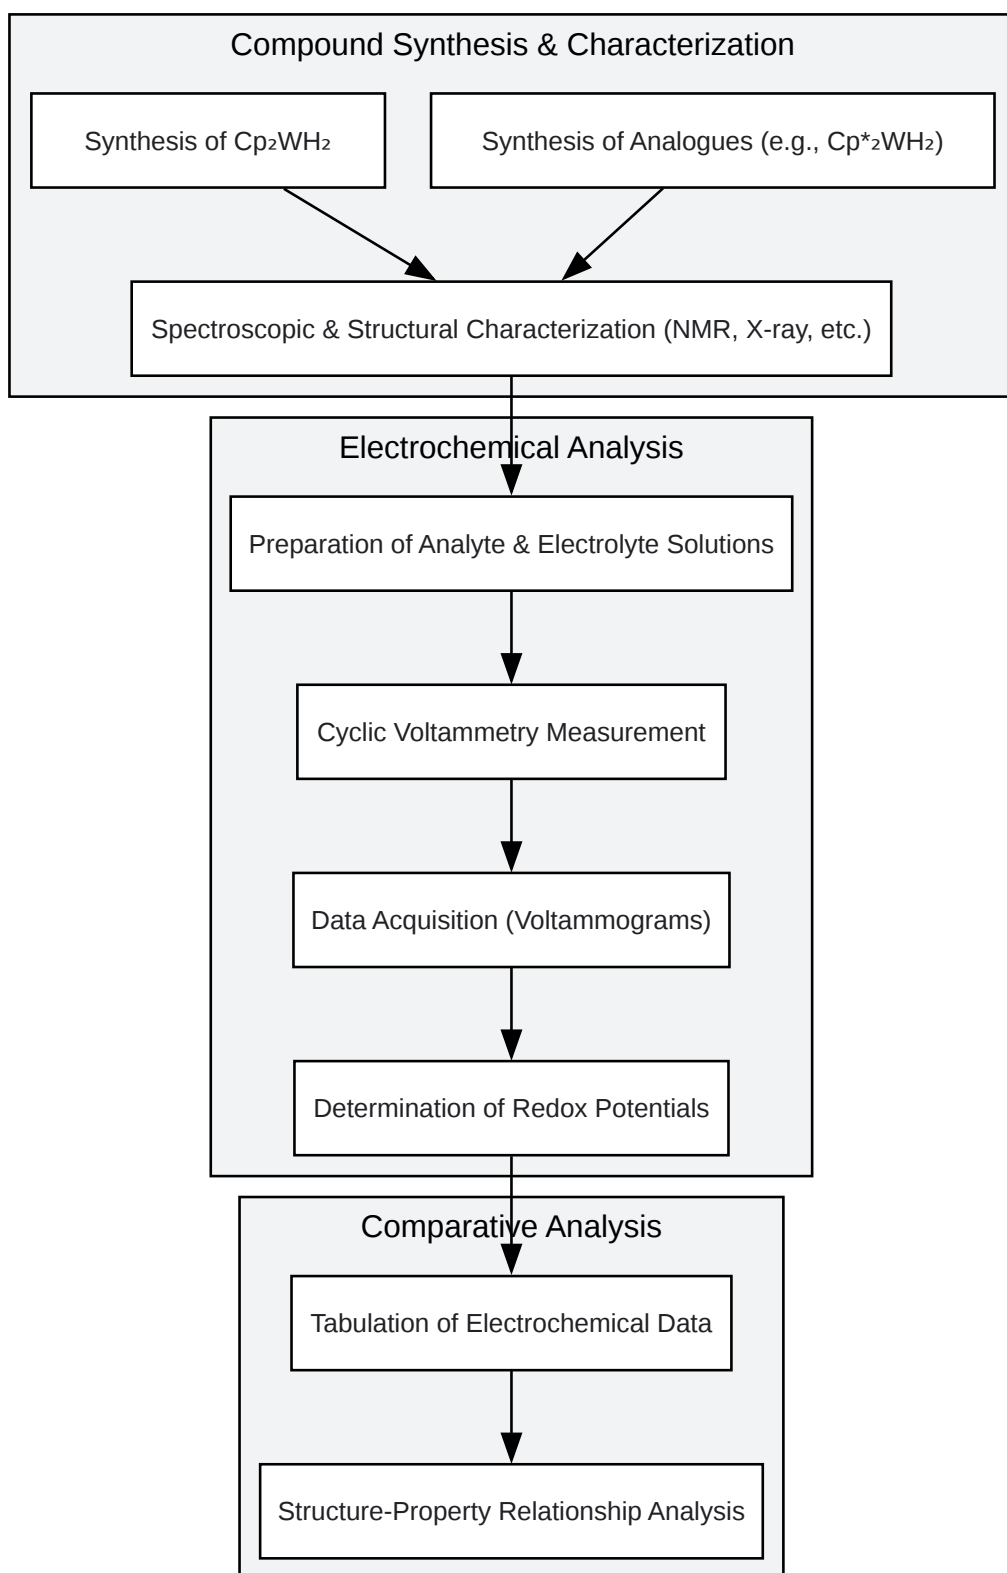 Compound Synthesis & Characterization
Synthesis of Cp₂WH₂
Synthesis of Analogues (e.g., Cp*₂WH₂)
Spectroscopic & Structural Characterization (NMR, X-ray, etc.)
Electrochemical Analysis
Preparation of Analyte & Electrolyte Solutions
Cyclic Voltammetry Measurement
Data Acquisition (Voltammograms)
Determination of Redox Potentials
Comparative Analysis
Tabulation of Electrochemical Data
Structure-Property Relationship Analysis